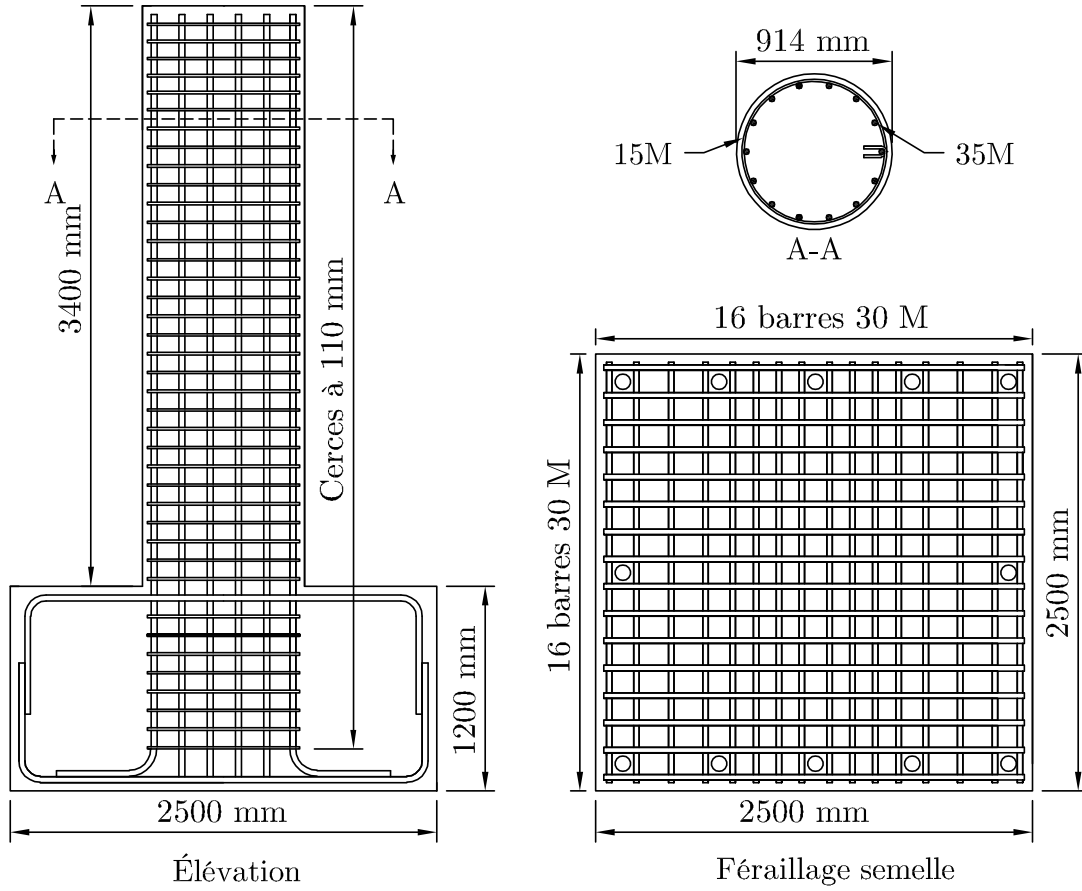 A
A
3400 mm
Cerces à 110 mm
1200 mm
2500 mm
Élévation
914 mm
15M
35M
A-A
16 barres 30 M
16 barres 30 M
2500 mm
2500 mm
Féraillage semelle